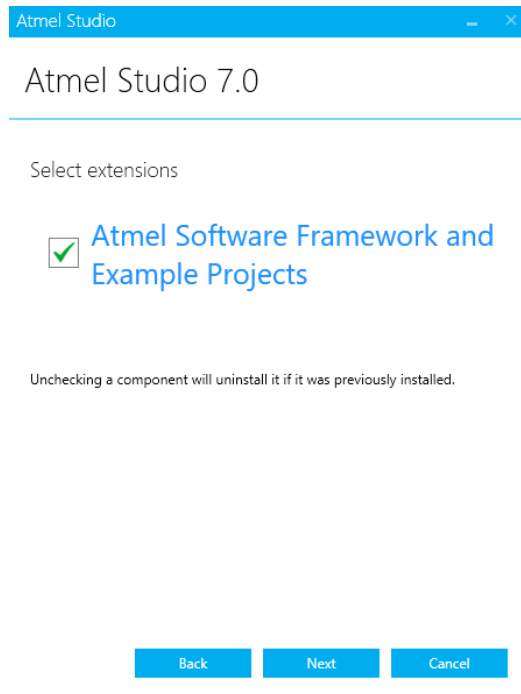 Atmel Studio
Atmel Studio 7.0
Select extensions
Atmel Software Framework and
Example Projects
Unchecking a component will uninstall it if it was previously installed.
Back Next Cancel